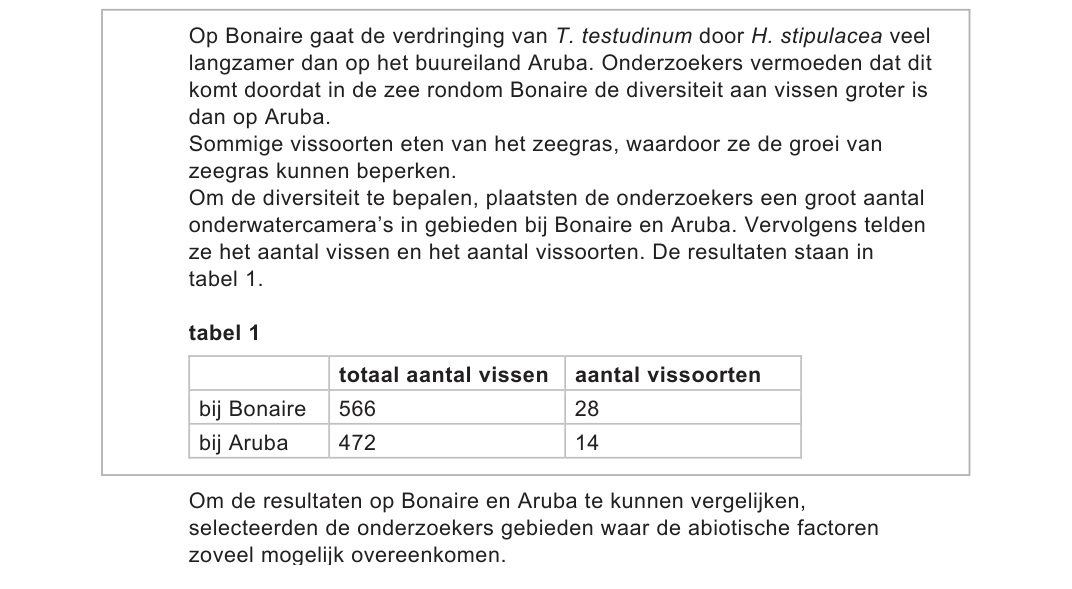 Op Bonaire gaat de verdringing van T. testudinum door H. stipulacea veel
langzamer dan op het buureiland Aruba. Onderzoekers vermoeden dat dit
komt doordat in de zee rondom Bonaire de diversiteit aan vissen groter is
dan op Aruba.
Sommige vissoorten eten van het zeegras, waardoor ze de groei van
zeegras kunnen beperken.
Om de diversiteit te bepalen, plaatsten de onderzoekers een groot aantal
onderwatercamera's in gebieden bij Bonaire en Aruba. Vervolgens telden
ze het aantal vissen en het aantal vissoorten. De resultaten staan in
tabel 1.
tabel 1
totaal aantal vissen aantal vissoorten
bij Bonaire 566 28
bij Aruba 472 14
Om de resultaten op Bonaire en Aruba te kunnen vergelijken,
selecteerden de onderzoekers gebieden waar de abiotische factoren
zoveel mogelijk overeenkomen.